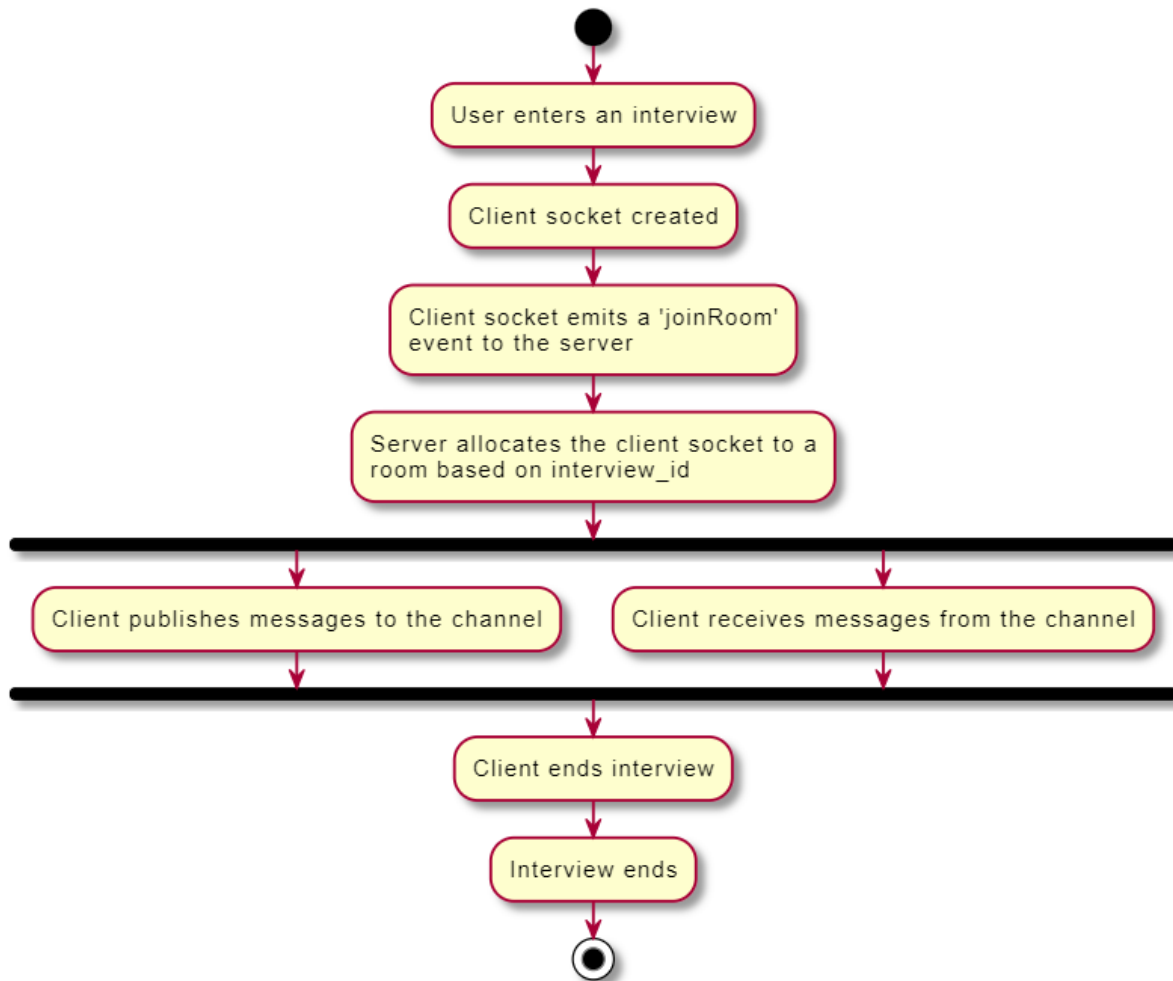 User enters an interview
Client socket created
Client socket emits a 'joinRoom'
event to the server
Server allocates the client socket to a
room based on interview_id
Client publishes messages to the channel
Client receives messages from the channel
Client ends interview
Interview ends